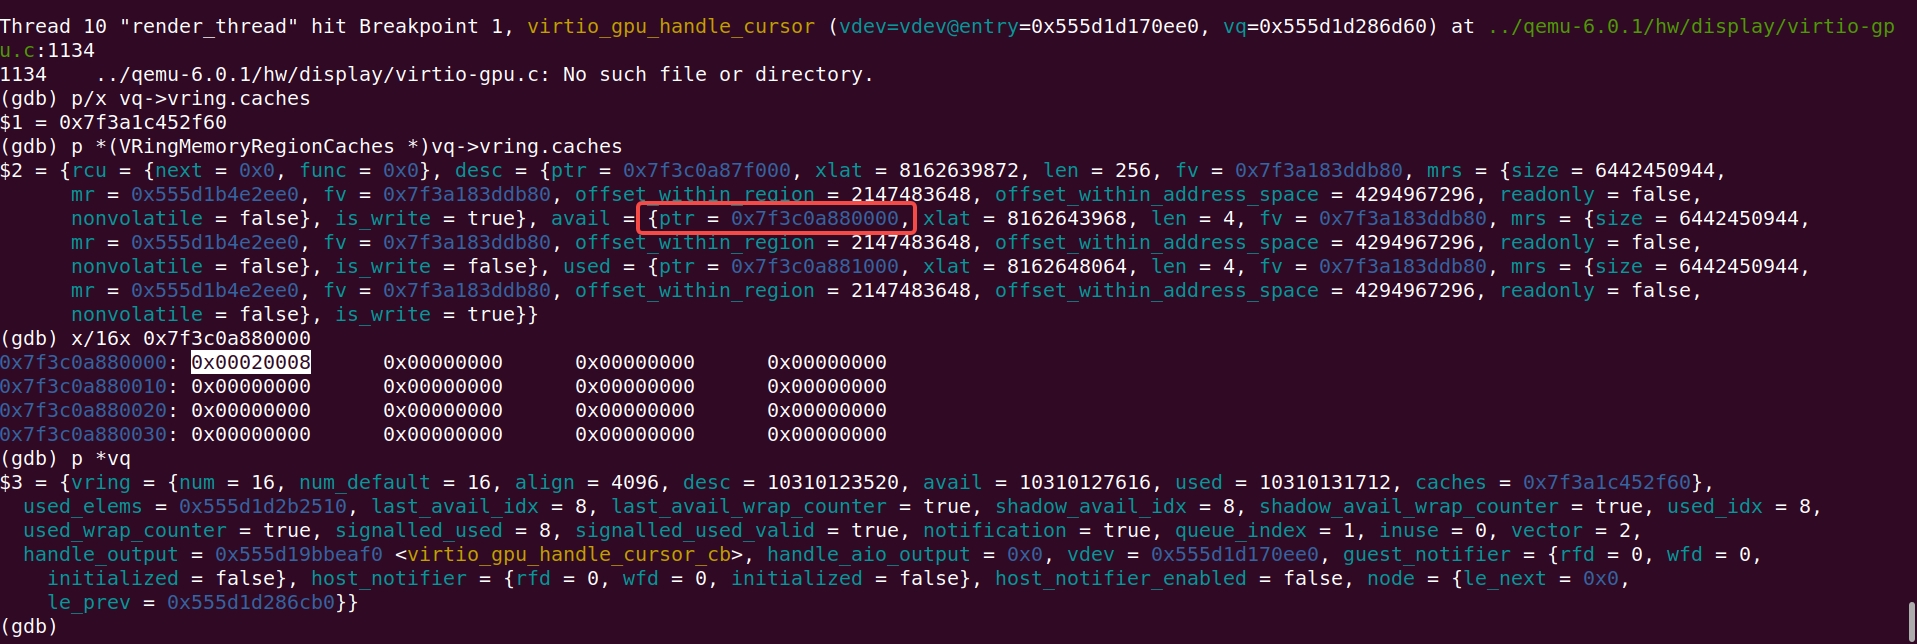 Thread 10 "render_thread" hit Breakpoint 1, virtio_gpu_handle_cursor (vdev=vdev@entry=0x555d1d170ee0, vq=0x555d1d286d60) at ../qemu-6.0.1/hw/display/virtio-gp
u.c:1134
1134    ../qemu-6.0.1/hw/display/virtio-gpu.c: No such file or directory.
(gdb) p/x vq->vring.caches
$1 = 0x7f3a1c452f60
(gdb) p *(VRingMemoryRegionCaches *)vq->vring.caches
$2 = {rcu = {next = 0x0, func = 0x0}, desc = {ptr = 0x7f3c0a87f000, xlat = 8162639872, len = 256, fv = 0x7f3a183ddb80, mrs = {size = 6442450944,
      mr = 0x555d1b4e2ee0, fv = 0x7f3a183ddb80, offset_within_region = 2147483648, offset_within_address_space = 4294967296, readonly = false,
      nonvolatile = false}, is_write = true}, avail = {ptr = 0x7f3c0a880000, xlat = 8162643968, len = 4, fv = 0x7f3a183ddb80, mrs = {size = 6442450944,
      mr = 0x555d1b4e2ee0, fv = 0x7f3a183ddb80, offset_within_region = 2147483648, offset_within_address_space = 4294967296, readonly = false,
      nonvolatile = false}, is_write = false}, used = {ptr = 0x7f3c0a881000, xlat = 8162648064, len = 4, fv = 0x7f3a183ddb80, mrs = {size = 6442450944,
      mr = 0x555d1b4e2ee0, fv = 0x7f3a183ddb80, offset_within_region = 2147483648, offset_within_address_space = 4294967296, readonly = false,
      nonvolatile = false}, is_write = true}}
(gdb) x/16x 0x7f3c0a880000
0x7f3c0a880000: 0x00020008      0x00000000      0x00000000      0x00000000
0x7f3c0a880010: 0x00000000      0x00000000      0x00000000      0x00000000
0x7f3c0a880020: 0x00000000      0x00000000      0x00000000      0x00000000
0x7f3c0a880030: 0x00000000      0x00000000      0x00000000      0x00000000
(gdb) p *vq
$3 = {vring = {num = 16, num_default = 16, align = 4096, desc = 10310123520, avail = 10310127616, used = 10310131712, caches = 0x7f3a1c452f60},
  used_elems = 0x555d1d2b2510, last_avail_idx = 8, last_avail_wrap_counter = true, shadow_avail_idx = 8, shadow_avail_wrap_counter = true, used_idx = 8,
  used_wrap_counter = true, signalled_used = 8, signalled_used_valid = true, notification = true, queue_index = 1, inuse = 0, vector = 2,
  handle_output = 0x555d19bbeaf0 <virtio_gpu_handle_cursor_cb>, handle_aio_output = 0x0, vdev = 0x555d1d170ee0, guest_notifier = {rfd = 0, wfd = 0,
    initialized = false}, host_notifier = {rfd = 0, wfd = 0, initialized = false}, host_notifier_enabled = false, node = {le_next = 0x0,
    le_prev = 0x555d1d286cb0}}
(gdb)